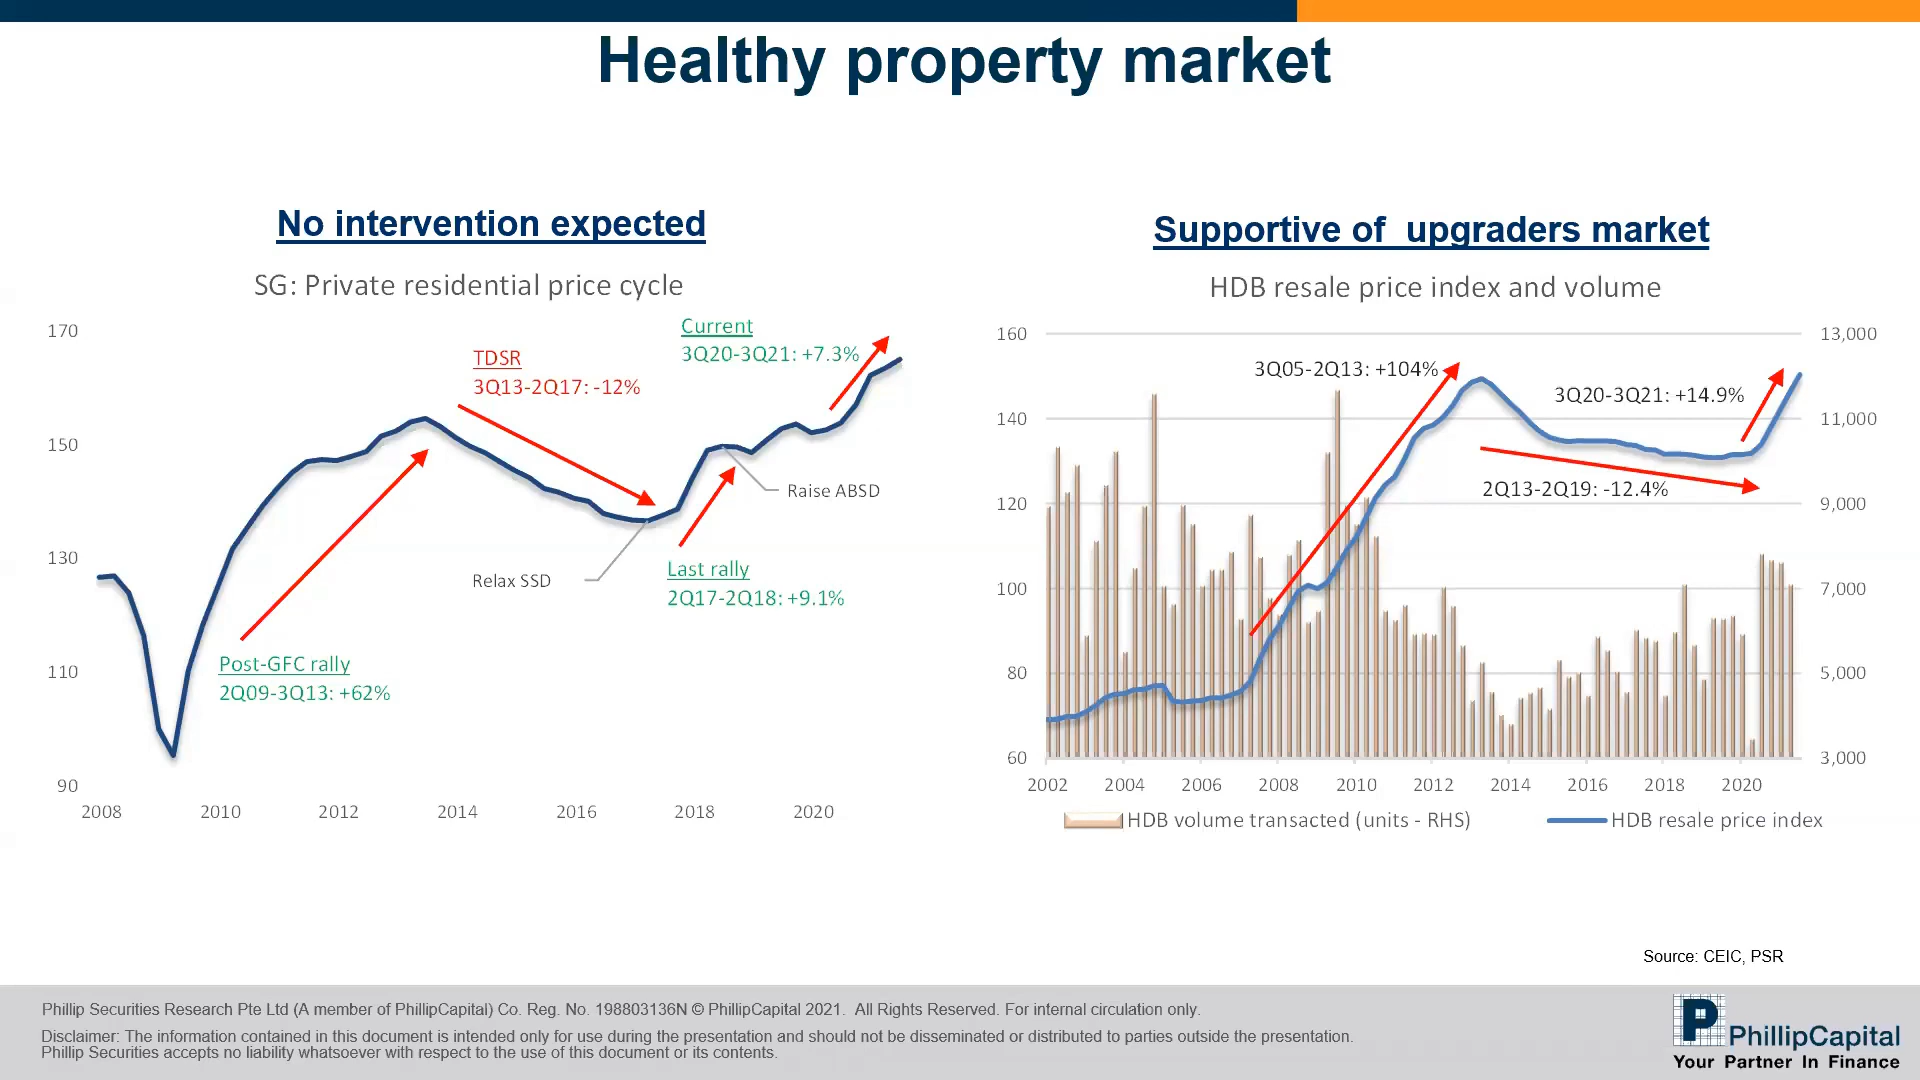 Healthy property market
No intervention expected
SG: Private residential price cycle
170
150
130
110
90
2008 2010 2012 2014 2016 2018 2020
Post-GFC rally
2Q09-3Q13: +62%
TDSR
3Q13-2Q17: -12%
Relax SSD
Last rally
2Q17-2Q18: +9.1%
Raise ABSD
Current
3Q20-3Q21: +7.3%
Supportive of  upgraders market
HDB resale price index and volume
160
140
120
100
80
60
13,000
11,000
9,000
7,000
5,000
3,000
3Q05-2Q13: +104%
3Q20-3Q21: +14.9%
2Q13-2Q19: -12.4%
2002 2004 2006 2008 2010 2012 2014 2016 2018 2020
HDB volume transacted (units - RHS) HDB resale price index
Source: CEIC, PSR
Phillip Securities Research Pte Ltd (A member of PhillipCapital) Co. Reg. No. 198803136N © PhillipCapital 2021.  All Rights Reserved. For internal circulation only.
Disclaimer: The information contained in this document is intended only for use during the presentation and should not be disseminated or distributed to parties outside the presentation.
Phillip Securities accepts no liability whatsoever with respect to the use of this document or its contents.
P
PhillipCapital
Your Partner In Finance